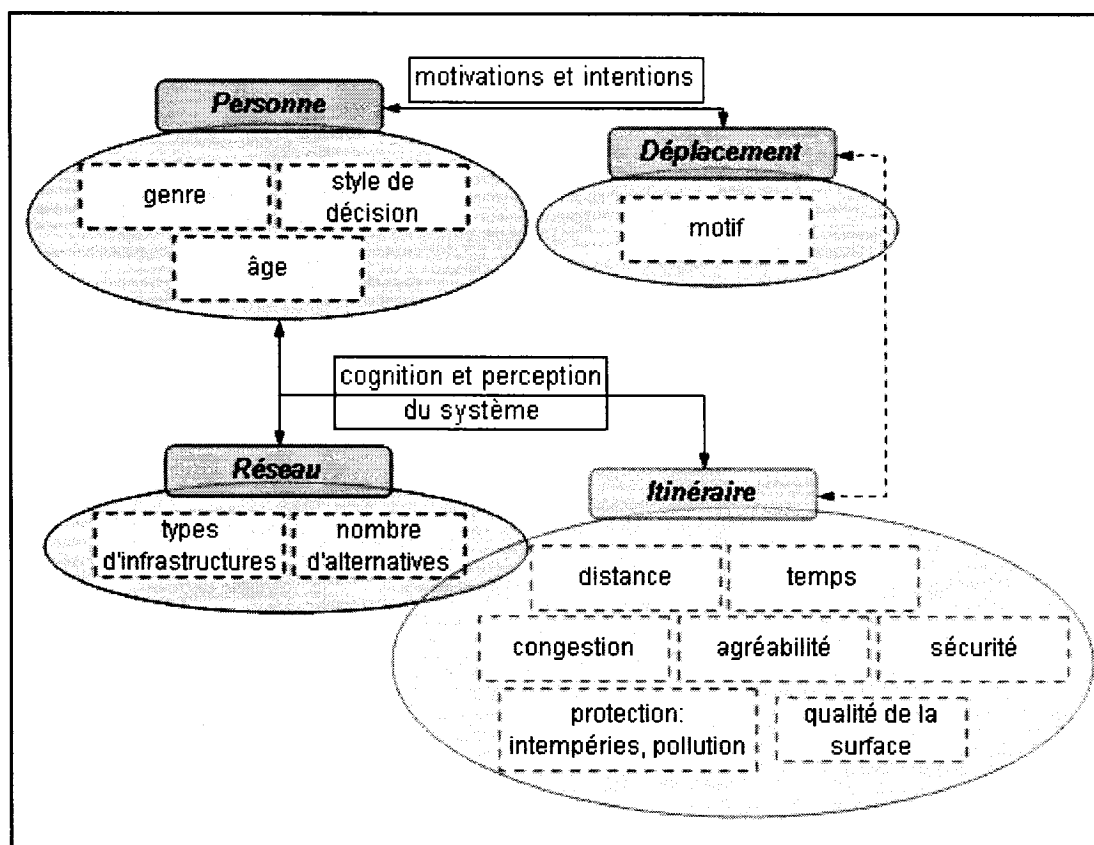 motivations et intentions
Personne
Déplacement
genre
style de
décision
âge
motif
cognition et perception
du système
Réseau
types
d'infrastructures
nombre
d'alternatives
Itinéraire
distance
temps
congestion
agréabilité
sécurité
protection:
intempéries, pollution
qualité de la
surface